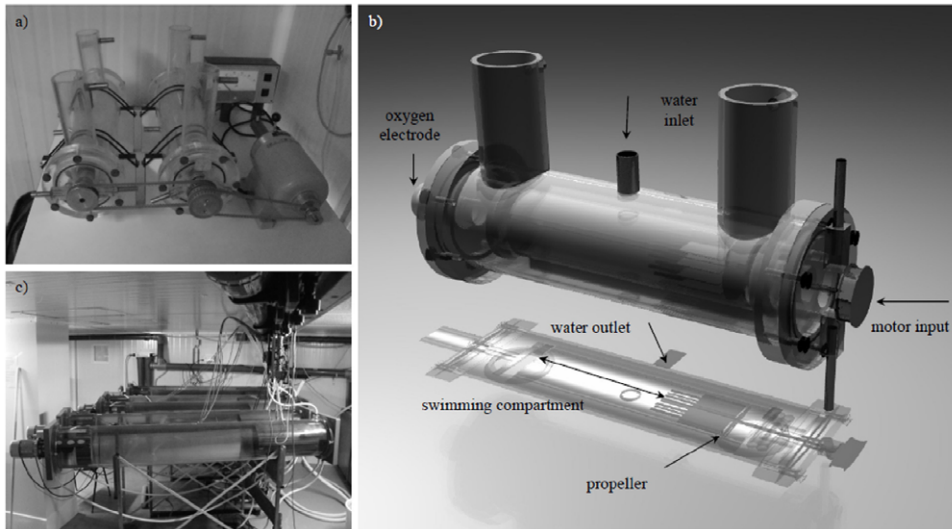 a)
b)
oxygen
electrode
water
inlet
motor input
c)
water outlet
swimming compartment
propeller